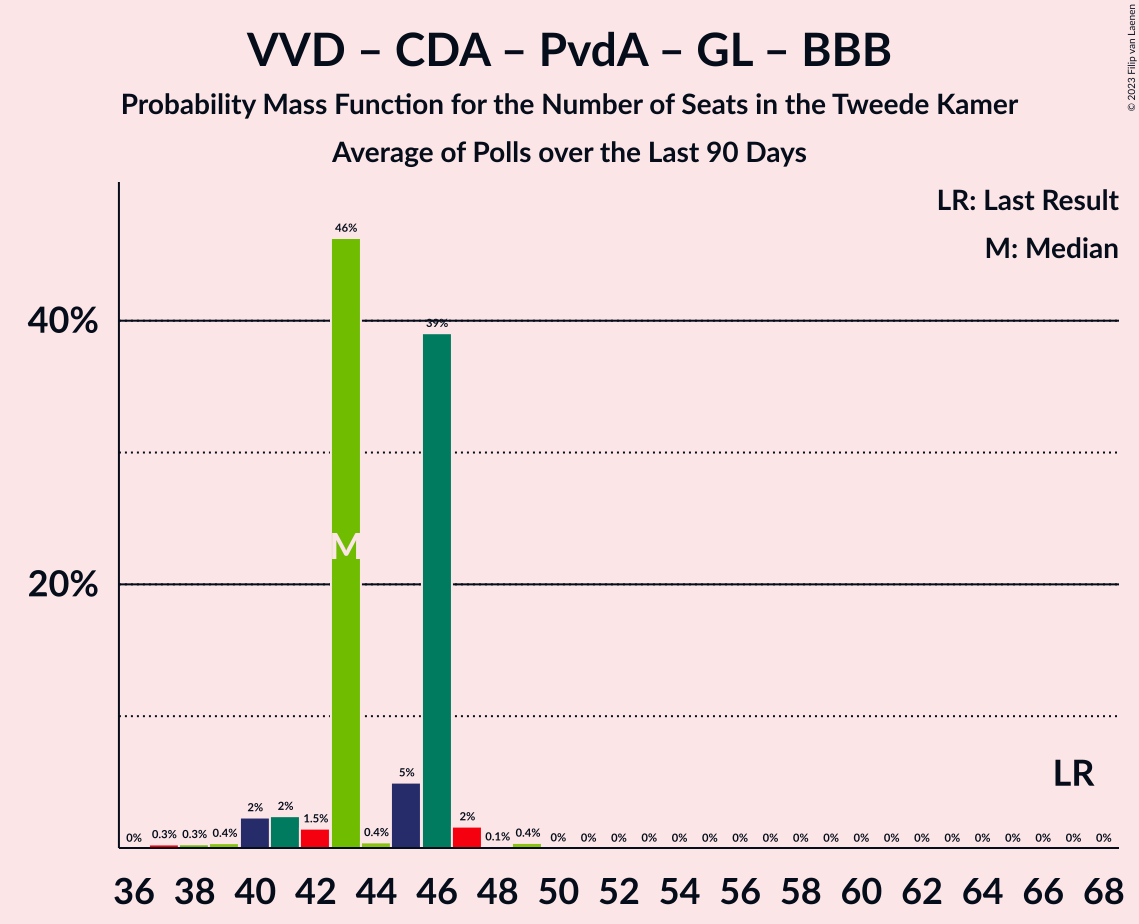 VVD – CDA – PvdA – GL – BBB
Probability Mass Function for the Number of Seats in the Tweede Kamer
Average of Polls over the Last 90 Days
© 2023 Filip van Laenen
LR: Last Result
M: Median
46%
40%
39%
M
20%
LR
5%
0% 0.3% 0.3% 0.4% 2% 2% 1.5% 0.4% 2% 0.1% 0.4% 0% 0% 0% 0% 0% 0% 0% 0% 0% 0% 0% 0% 0% 0% 0% 0% 0% 0% 0%
36 38 40 42 44 46 48 50 52 54 56 58 60 62 64 66 68